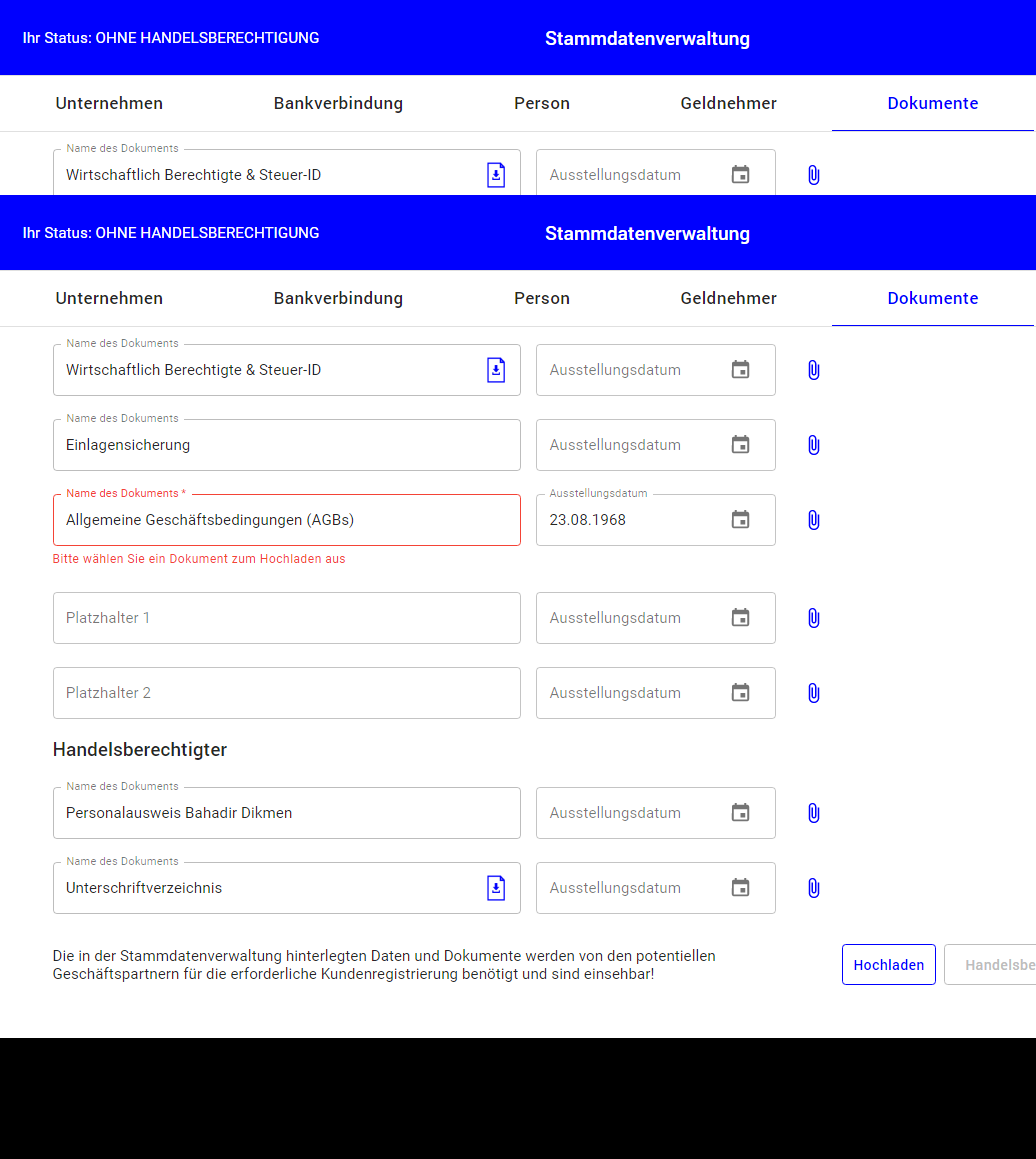 Ihr Status: OHNE HANDELSBERECHTIGUNG Stammdatenverwaltung
Unternehmen Bankverbindung Person Geldnehmer Dokumente
Name des Dokuments
Wirtschaftlich Berechtigte & Steuer-ID Ausstellungsdatum
Ihr Status: OHNE HANDELSBERECHTIGUNG Stammdatenverwaltung
Unternehmen Bankverbindung Person Geldnehmer Dokumente
Name des Dokuments
Wirtschaftlich Berechtigte & Steuer-ID Ausstellungsdatum
Name des Dokuments
Einlagensicherung Ausstellungsdatum
Name des Dokuments * Ausstellungsdatum
Allgemeine Geschäftsbedingungen (AGBs) 23.08.1968
Bitte wählen Sie ein Dokument zum Hochladen aus
Platzhalter 1 Ausstellungsdatum
Platzhalter 2 Ausstellungsdatum
Handelsberechtigter
Name des Dokuments
Personalausweis Bahadir Dikmen Ausstellungsdatum
Name des Dokuments
Unterschriftverzeichnis Ausstellungsdatum
Die in der Stammdatenverwaltung hinterlegten Daten und Dokumente werden von den potentiellen
Geschäftspartnern für die erforderliche Kundenregistrierung benötigt und sind einsehbar!
Hochladen Handelsbe